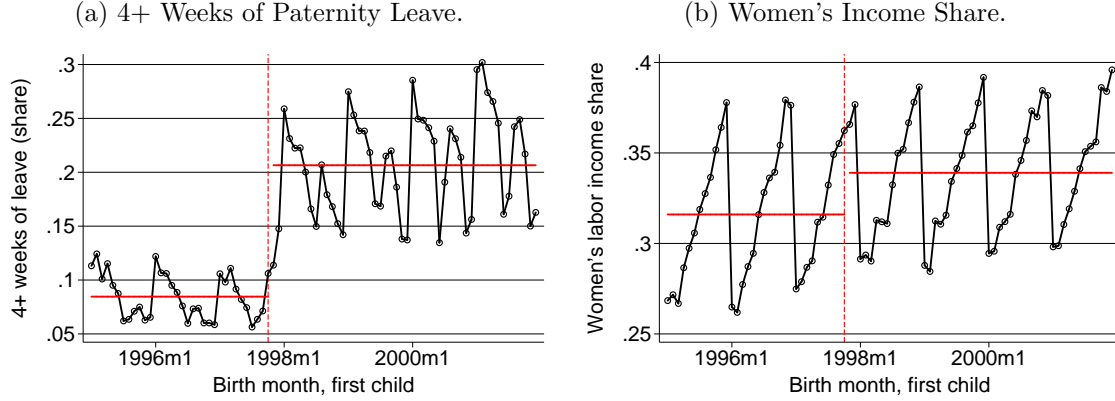 (a) 4+ Weeks of Paternity Leave.
4+ weeks of leave (share)
.3
.25
.2
.15
.1
.05
1996m1 1998m1 2000m1
Birth month, first child
(b) Women's Income Share.
Women's labor income share
.4
.35
.3
.25
1996m1 1998m1 2000m1
Birth month, first child